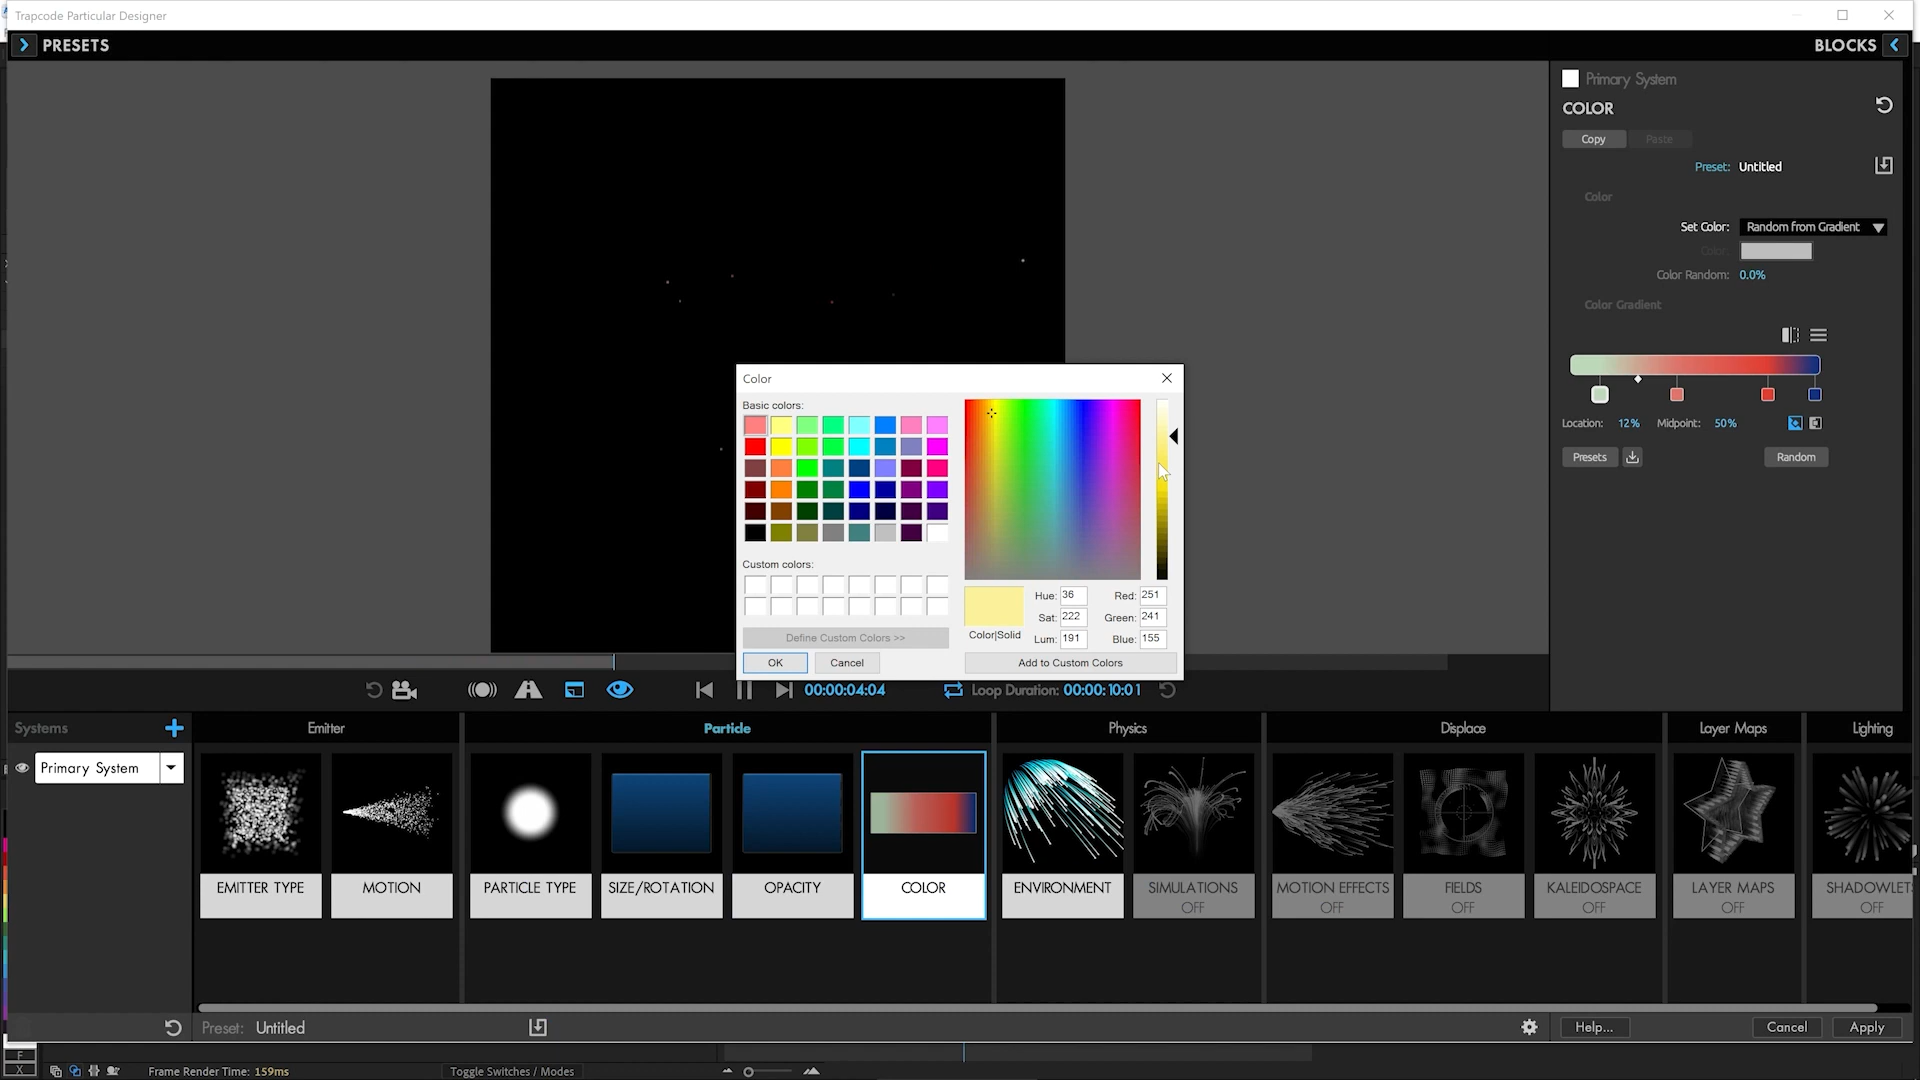 Trapcode Particular Designer
PRESETS
BLOCKS
Primary System
COLOR
Copy
Paste
Preset: Untitled
Color
Set Color: Random from Gradient
Color:
Color Random: 0.0%
Color Gradient
Location: 12% Midpoint: 50%
Presets
Random
Color
Basic colors:
Custom colors:
Define Custom Colors >>
OK
Cancel
Color|Solid
Hue: 36
Sat: 222
Lum: 191
Red: 251
Green: 241
Blue: 155
Add to Custom Colors
00:00:04:04
Loop Duration: 00:00:10:01
Systems
Emitter
Particle
Physics
Displace
Layer Maps
Lighting
Primary System
EMITTER TYPE
MOTION
PARTICLE TYPE
SIZE/ROTATION
OPACITY
COLOR
ENVIRONMENT
SIMULATIONS
OFF
MOTION EFFECTS
OFF
FIELDS
OFF
KALEIDOSPACE
OFF
LAYER MAPS
OFF
SHADOWLET
OFF
Preset: Untitled
Help...
Cancel
Apply
F
X
Frame Render Time: 159ms
Toggle Switches / Modes